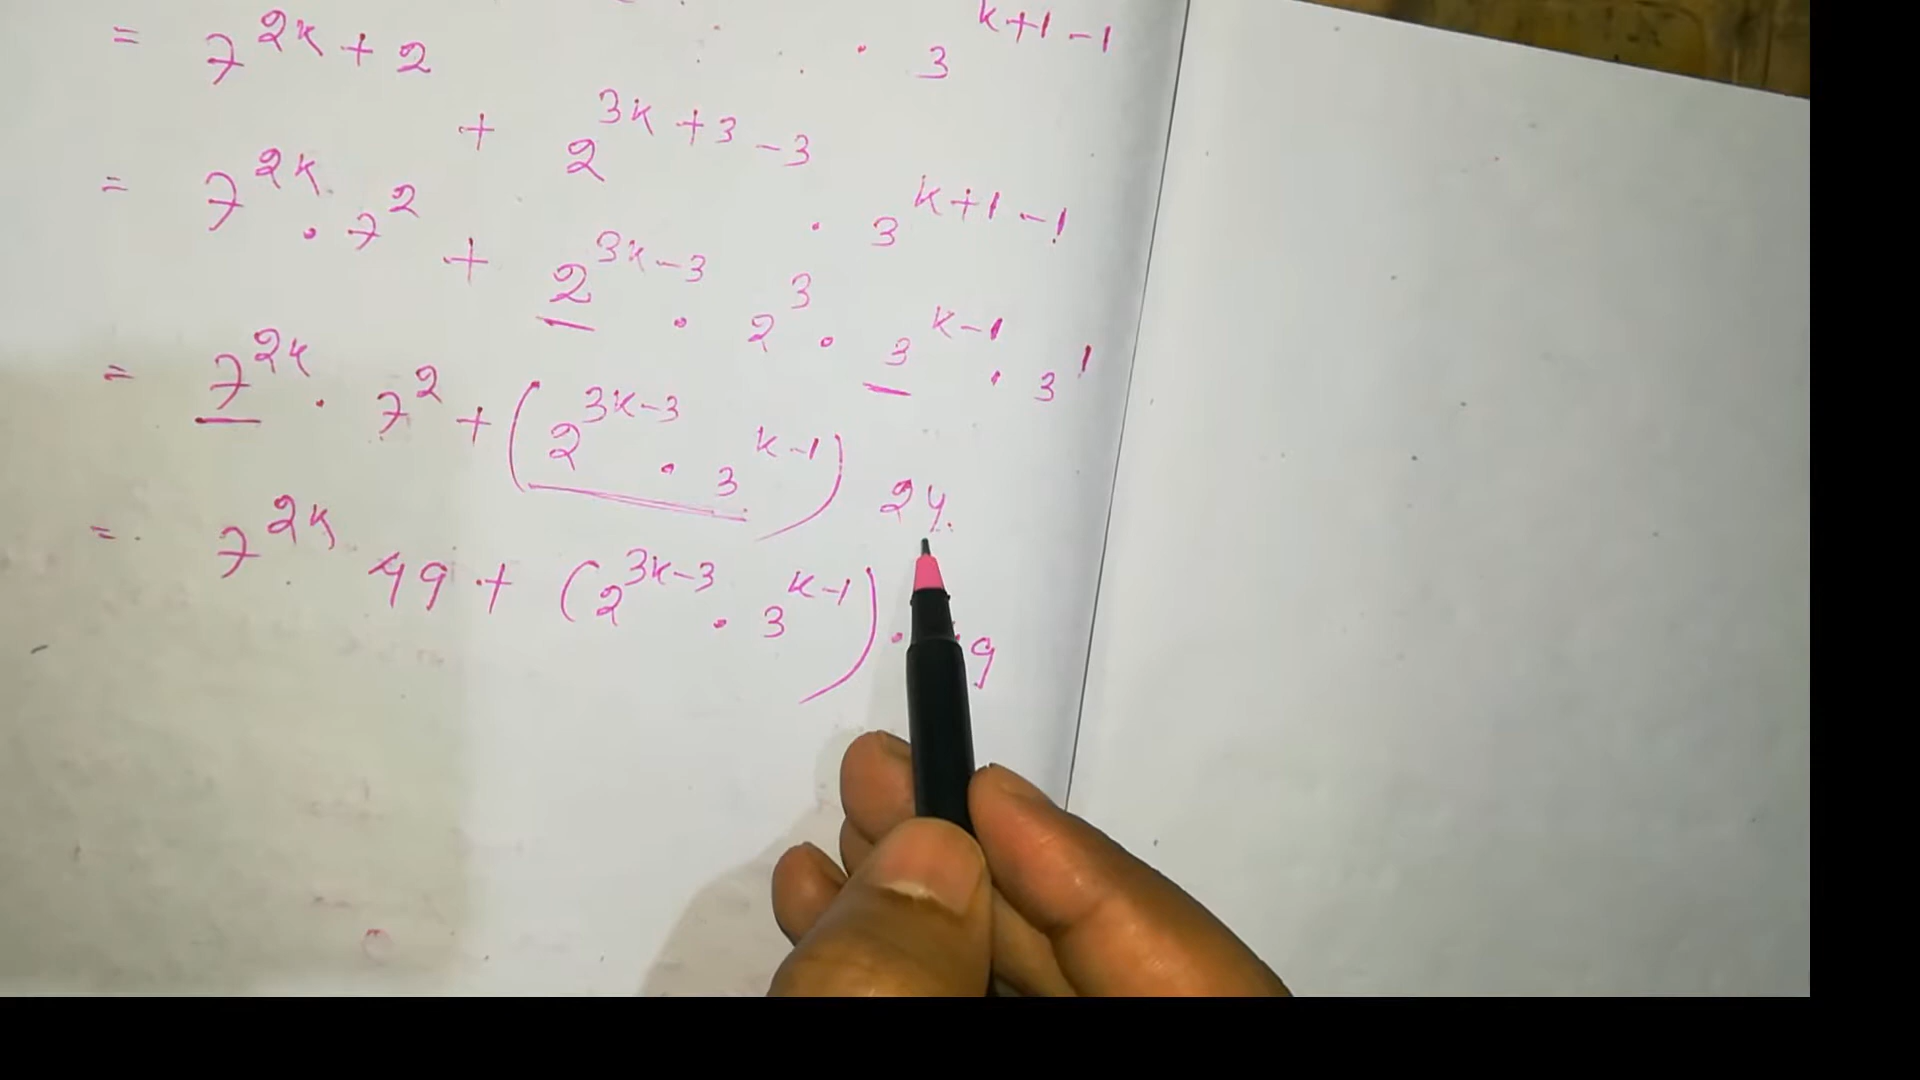 = 7^{2k+2} + 2^{3k+3-3} · 3^{k+1-1}
= 7^{2k} · 7^2 + 2^{3k-3} · 2^3 · 3^{k+1-1}
= 7^{2k} · 7^2 + (2^{3k-3} · 3^{k-1}) 24 · 3^{k-1} · 3^1
= 7^{2k} · 49 + (2^{3k-3} · 3^{k-1}) · 9